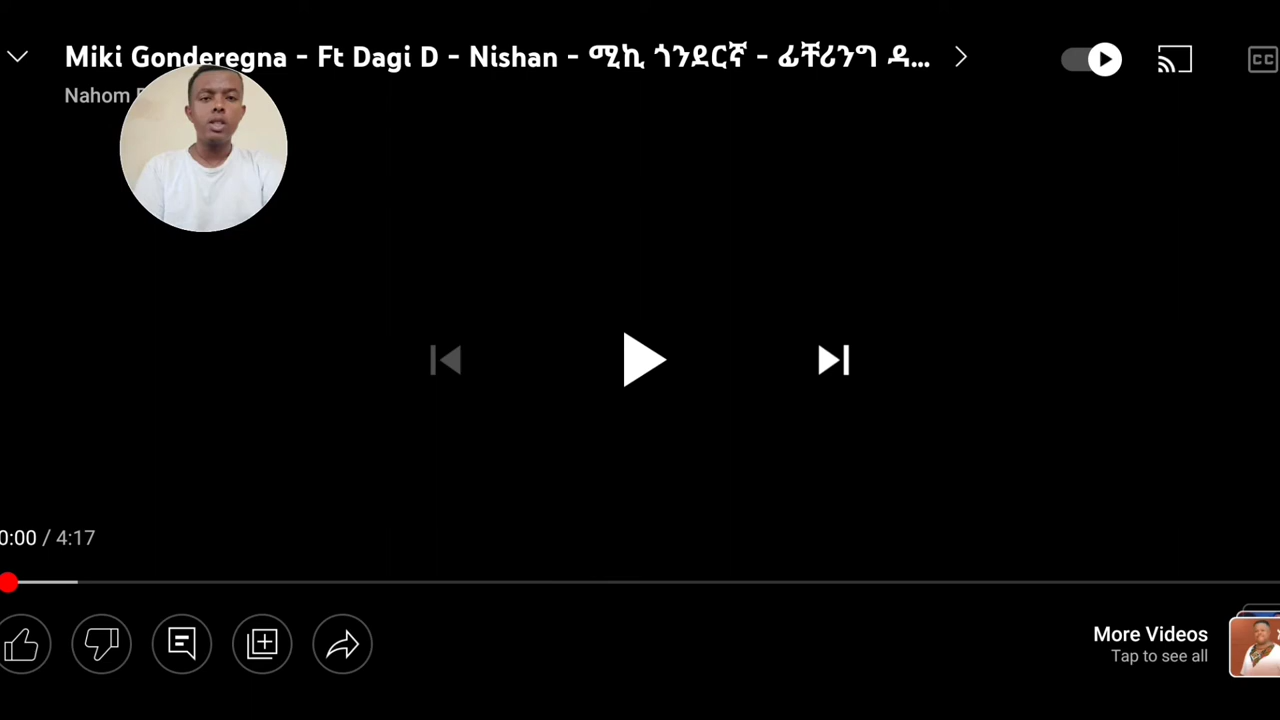 Miki Gonderegna - Ft Dagi D - Nishan - ሚኪ ጎንደርኛ - ፊቸሪንግ ዳ...
Nahom
CC
0:00 / 4:17
More Videos
Tap to see all